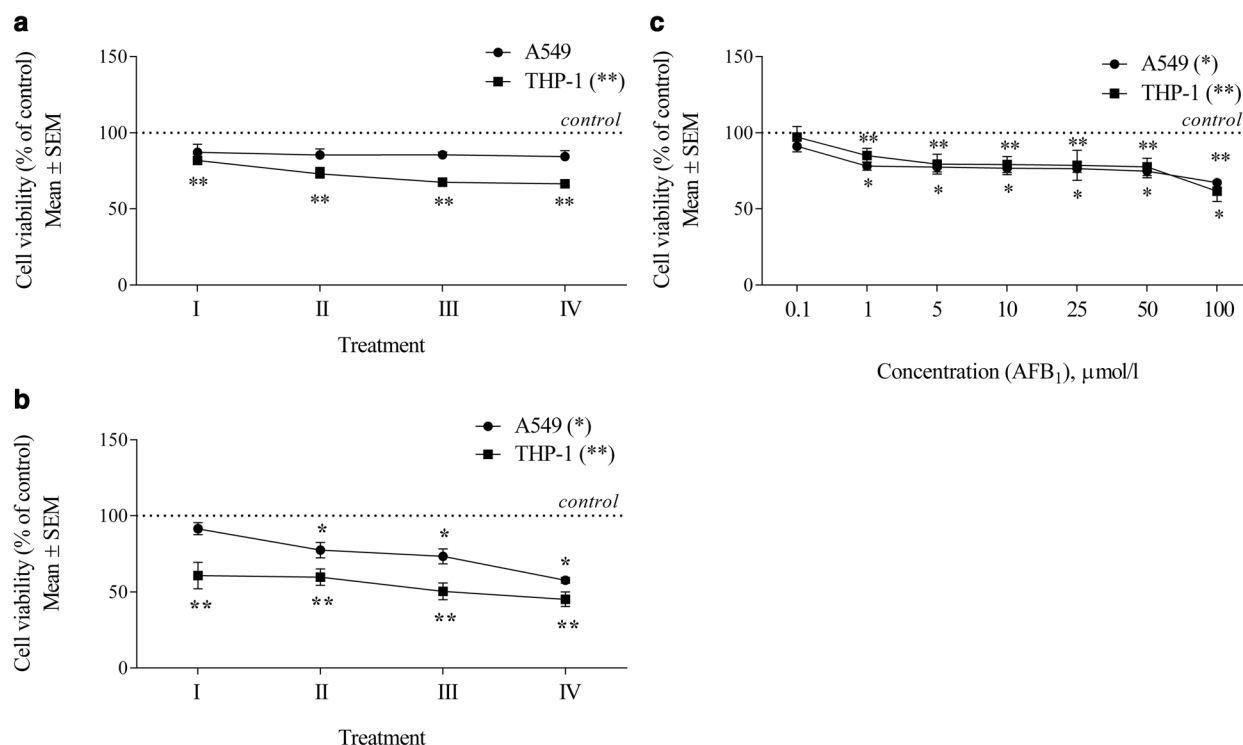 a
Cell viability (% of control)
Mean ± SEM
150
100
50
0
A549
THP-1 (**)
control
**
**
**
**
I
II
III
IV
Treatment
b
Cell viability (% of control)
Mean ± SEM
150
100
50
0
A549 (*)
THP-1 (**)
control
*
*
*
**
**
**
**
I
II
III
IV
Treatment
c
Cell viability (% of control)
Mean ± SEM
150
100
50
0
A549 (*)
THP-1 (**)
control
**
**
**
**
**
**
*
*
*
*
*
*
0.1
1
5
10
25
50
100
Concentration (AFB₁), μmol/l